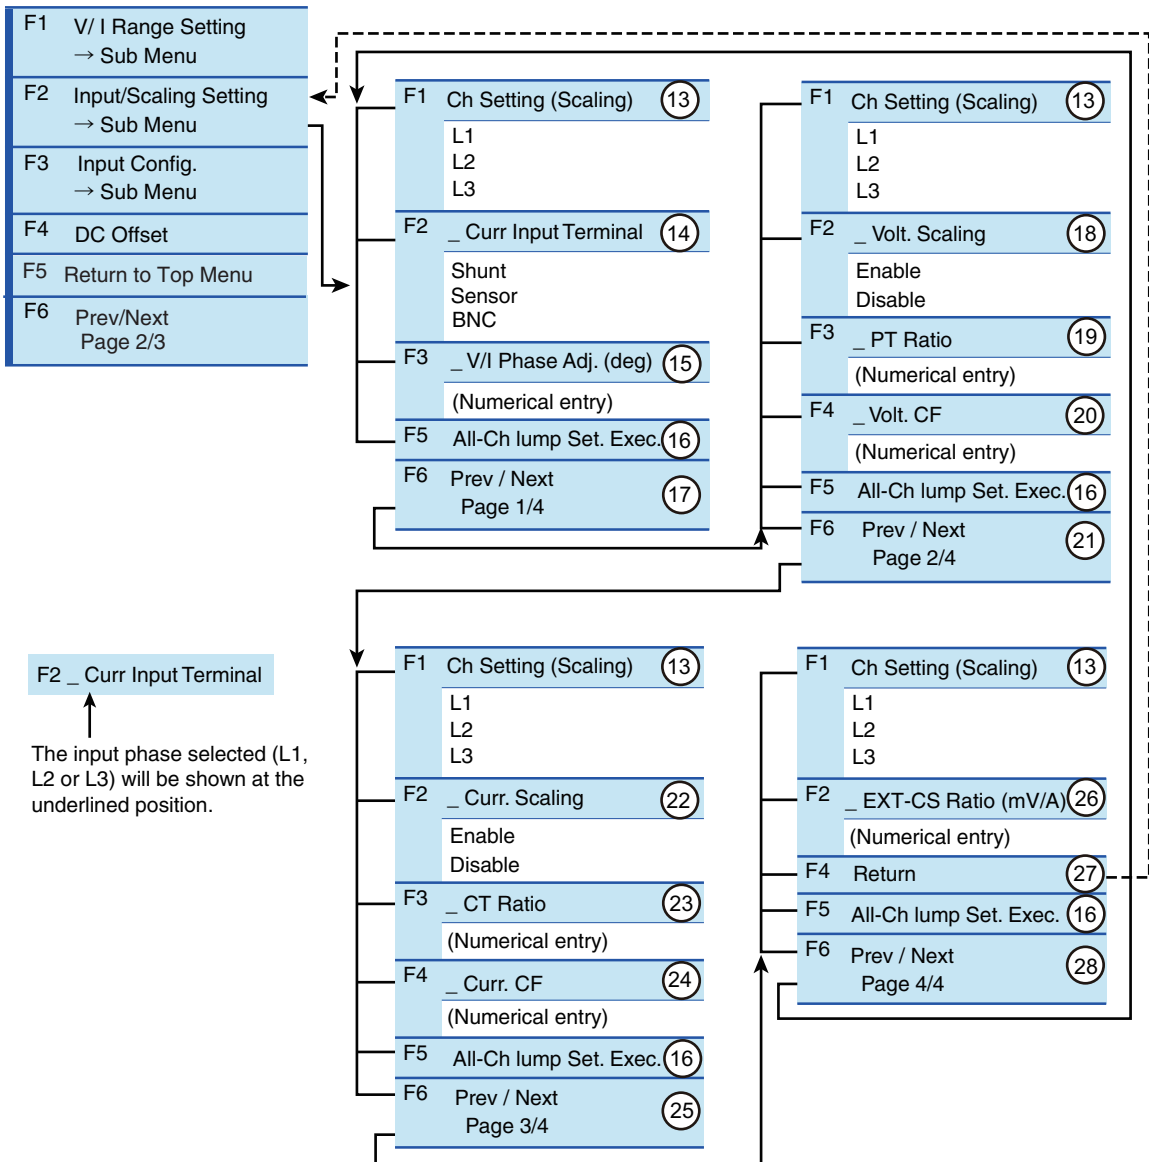 F1 V/ I Range Setting
→ Sub Menu
F2 Input/Scaling Setting
→ Sub Menu
F3 Input Config.
→ Sub Menu
F4 DC Offset
F5 Return to Top Menu
F6 Prev/Next
Page 2/3
F1 Ch Setting (Scaling) 13
L1
L2
L3
F2 _ Curr Input Terminal 14
Shunt
Sensor
BNC
F3 _ V/I Phase Adj. (deg) 15
(Numerical entry)
F5 All-Ch lump Set. Exec. 16
F6 Prev / Next
Page 1/4 17
F1 Ch Setting (Scaling) 13
L1
L2
L3
F2 _ Volt. Scaling 18
Enable
Disable
F3 _ PT Ratio 19
(Numerical entry)
F4 _ Volt. CF 20
(Numerical entry)
F5 All-Ch lump Set. Exec. 16
F6 Prev / Next
Page 2/4 21
F2 _ Curr Input Terminal
The input phase selected (L1,
L2 or L3) will be shown at the
underlined position.
F1 Ch Setting (Scaling) 13
L1
L2
L3
F2 _ Curr. Scaling 22
Enable
Disable
F3 _ CT Ratio 23
(Numerical entry)
F4 _ Curr. CF 24
(Numerical entry)
F5 All-Ch lump Set. Exec. 16
F6 Prev / Next
Page 3/4 25
F1 Ch Setting (Scaling) 13
L1
L2
L3
F2 _ EXT-CS Ratio (mV/A) 26
(Numerical entry)
F4 Return 27
F5 All-Ch lump Set. Exec. 16
F6 Prev / Next
Page 4/4 28